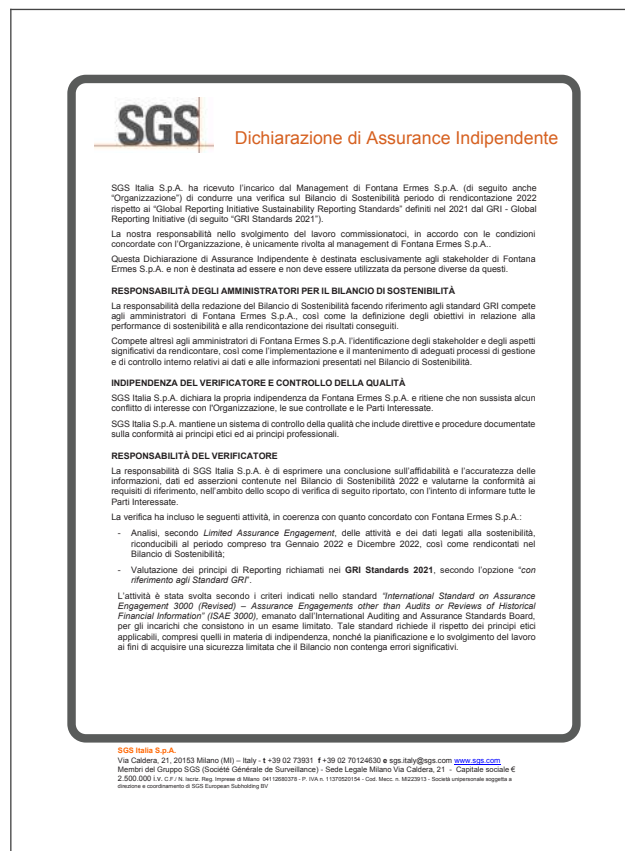 SGS
Dichiarazione di Assurance Indipendente
SGS Italia S.p.A. ha ricevuto l'incarico dal Management di Fontana Ermes S.p.A. (di seguito anche
"Organizzazione") di condurre una verifica sul Bilancio di Sostenibilità periodo di rendicontazione 2022
rispetto ai "Global Reporting Initiative Sustainability Reporting Standards" definiti nel 2021 dal GRI - Global
Reporting Initiative (di seguito "GRI Standards 2021").
La nostra responsabilità nello svolgimento del lavoro commissionatoci, in accordo con le condizioni
concordate con l'Organizzazione, è unicamente rivolta al management di Fontana Ermes S.p.A..
Questa Dichiarazione di Assurance Indipendente è destinata esclusivamente agli stakeholder di Fontana
Ermes S.p.A. e non è destinata ad essere e non deve essere utilizzata da persone diverse da questi.
RESPONSABILITÀ DEGLI AMMINISTRATORI PER IL BILANCIO DI SOSTENIBILITÀ
La responsabilità della redazione del Bilancio di Sostenibilità facendo riferimento agli standard GRI compete
agli amministratori di Fontana Ermes S.p.A., così come la definizione degli obiettivi in relazione alla
performance di sostenibilità e alla rendicontazione dei risultati conseguiti.
Compete altresì agli amministratori di Fontana Ermes S.p.A. l'identificazione degli stakeholder e degli aspetti
significativi da rendicontare, così come l'implementazione e il mantenimento di adeguati processi di gestione
e di controllo interno relativi ai dati e alle informazioni presentati nel Bilancio di Sostenibilità.
INDIPENDENZA DEL VERIFICATORE E CONTROLLO DELLA QUALITÀ
SGS Italia S.p.A. dichiara la propria indipendenza da Fontana Ermes S.p.A. e ritiene che non sussista alcun
conflitto di interesse con l'Organizzazione, le sue controllate e le Parti Interessate.
SGS Italia S.p.A. mantiene un sistema di controllo della qualità che include direttive e procedure documentate
sulla conformità ai principi etici ed ai principi professionali.
RESPONSABILITÀ DEL VERIFICATORE
La responsabilità di SGS Italia S.p.A. è di esprimere una conclusione sull'affidabilità e l'accuratezza delle
informazioni, dati ed asserzioni contenute nel Bilancio di Sostenibilità 2022 e valutarne la conformità ai
requisiti di riferimento, nell'ambito dello scopo di verifica di seguito riportato, con l'intento di informare tutte le
Parti Interessate.
La verifica ha incluso le seguenti attività, in coerenza con quanto concordato con Fontana Ermes S.p.A.:
- Analisi, secondo Limited Assurance Engagement, delle attività e dei dati legati alla sostenibilità,
riconducibili al periodo compreso tra Gennaio 2022 e Dicembre 2022, così come rendicontati nel
Bilancio di Sostenibilità;
- Valutazione dei principi di Reporting richiamati nei GRI Standards 2021, secondo l'opzione "con
riferimento agli Standard GRI".
L'attività è stata svolta secondo i criteri indicati nello standard "International Standard on Assurance
Engagement 3000 (Revised) – Assurance Engagements other than Audits or Reviews of Historical
Financial Information" (ISAE 3000), emanato dall'International Auditing and Assurance Standards Board,
per gli incarichi che consistono in un esame limitato. Tale standard richiede il rispetto dei principi etici
applicabili, compresi quelli in materia di indipendenza, nonché la pianificazione e lo svolgimento del lavoro
ai fini di acquisire una sicurezza limitata che il Bilancio non contenga errori significativi.
SGS Italia S.p.A.
Via Caldera, 21, 20153 Milano (MI) – Italy - t +39 02 73931 f +39 02 70124630 e sgs.italy@sgs.com www.sgs.com
Membri del Gruppo SGS (Société Générale de Surveillance) - Sede Legale Milano Via Caldera, 21 - Capitale sociale €
2.500.000 I.V. C.F./ N. Iscriz. Reg. Imprese di Milano 04112680378 - P. IVA n. 11370520154 - Cod. Mecc. n. MI223913 - Società unipersonale soggetta a
direzione e coordinamento di SGS European Subholding BV